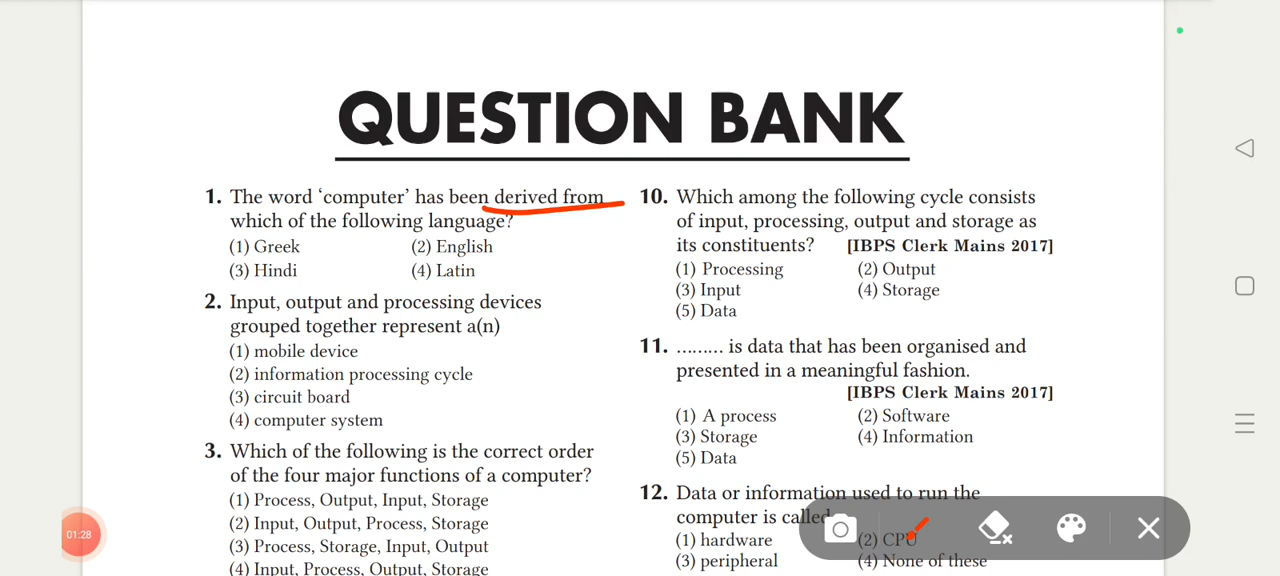 QUESTION BANK
1. The word ‘computer’ has been derived from
which of the following language?
(1) Greek (2) English
(3) Hindi (4) Latin
2. Input, output and processing devices
grouped together represent a(n)
(1) mobile device
(2) information processing cycle
(3) circuit board
(4) computer system
3. Which of the following is the correct order
of the four major functions of a computer?
(1) Process, Output, Input, Storage
(2) Input, Output, Process, Storage
(3) Process, Storage, Input, Output
(4) Input, Process, Output, Storage
10. Which among the following cycle consists
of input, processing, output and storage as
its constituents? [IBPS Clerk Mains 2017]
(1) Processing (2) Output
(3) Input (4) Storage
(5) Data
11. ......... is data that has been organised and
presented in a meaningful fashion.
[IBPS Clerk Mains 2017]
(1) A process (2) Software
(3) Storage (4) Information
(5) Data
12. Data or information used to run the
computer is called
(1) hardware (2) CPU
(3) peripheral (4) None of these
01:28